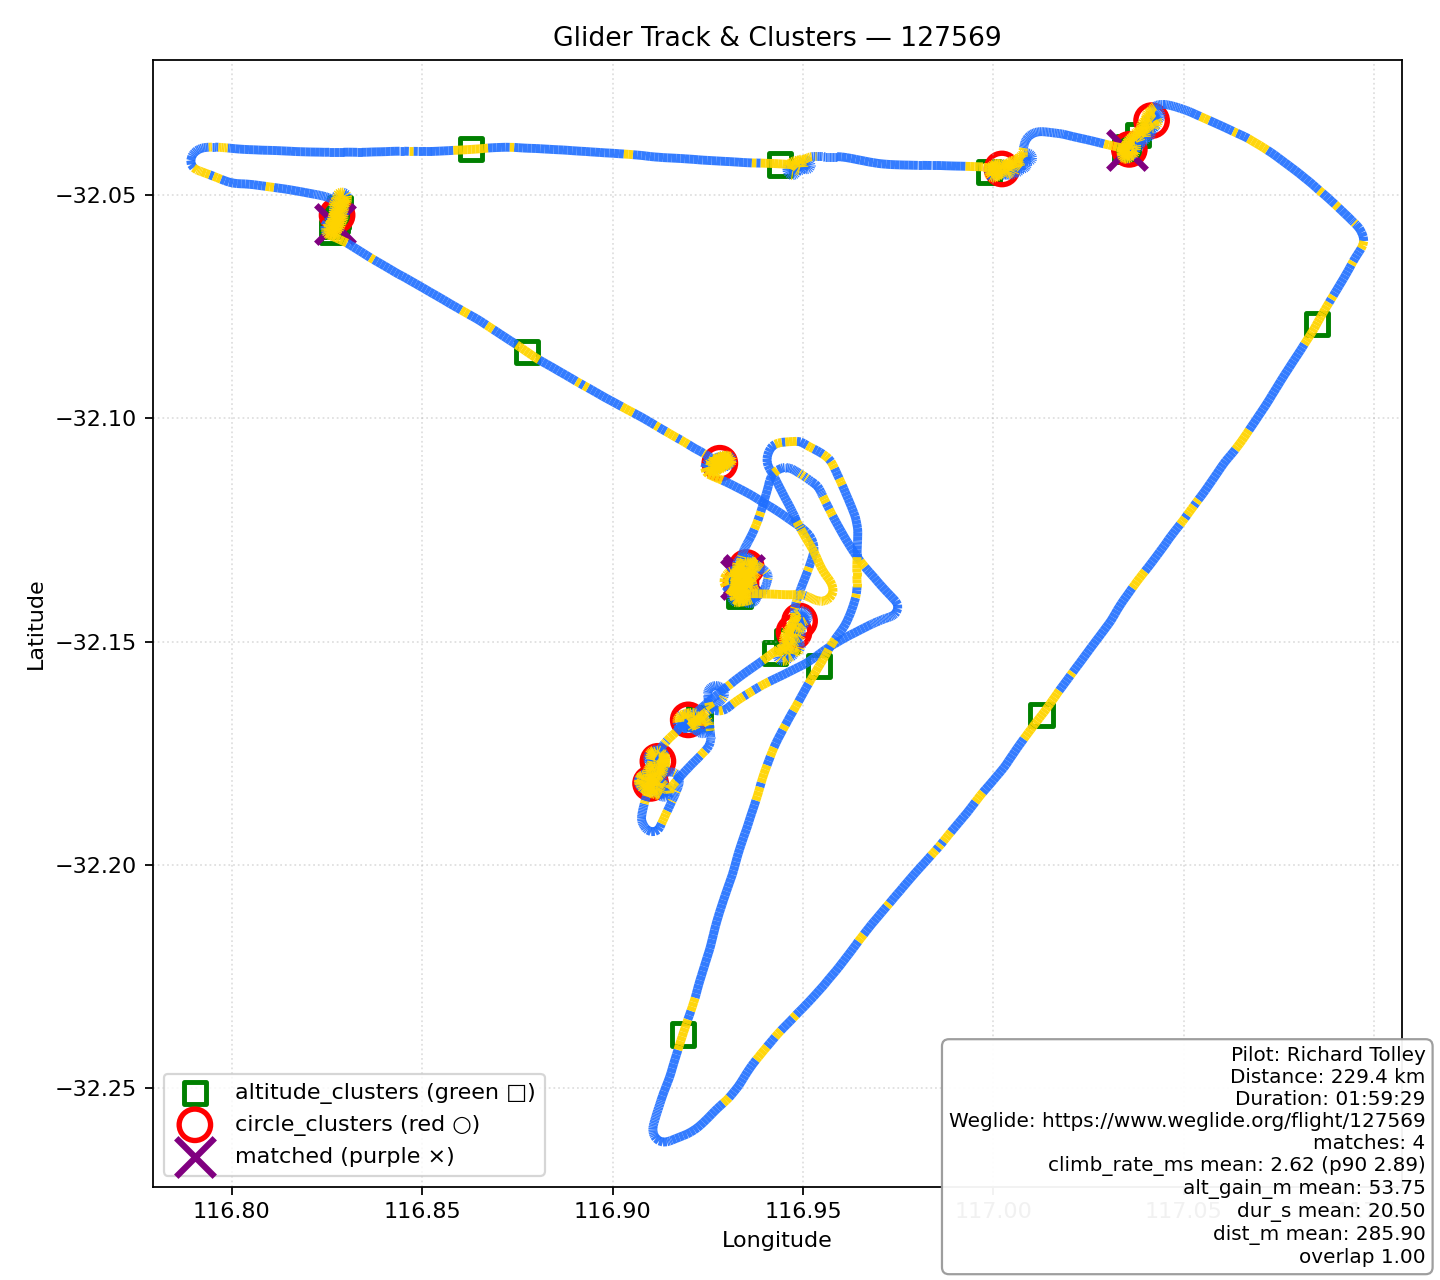 Glider Track & Clusters — 127569
Latitude
−32.05
−32.10
−32.15
−32.20
−32.25
altitude_clusters (green □)
circle_clusters (red ○)
matched (purple ×)
Pilot: Richard Tolley
Distance: 229.4 km
Duration: 01:59:29
Weglide: https://www.weglide.org/flight/127569
matches: 4
climb_rate_ms mean: 2.62 (p90 2.89)
alt_gain_m mean: 53.75
dur_s mean: 20.50
dist_m mean: 285.90
overlap 1.00
116.80 116.85 116.90 116.95 117.00 117.05
Longitude